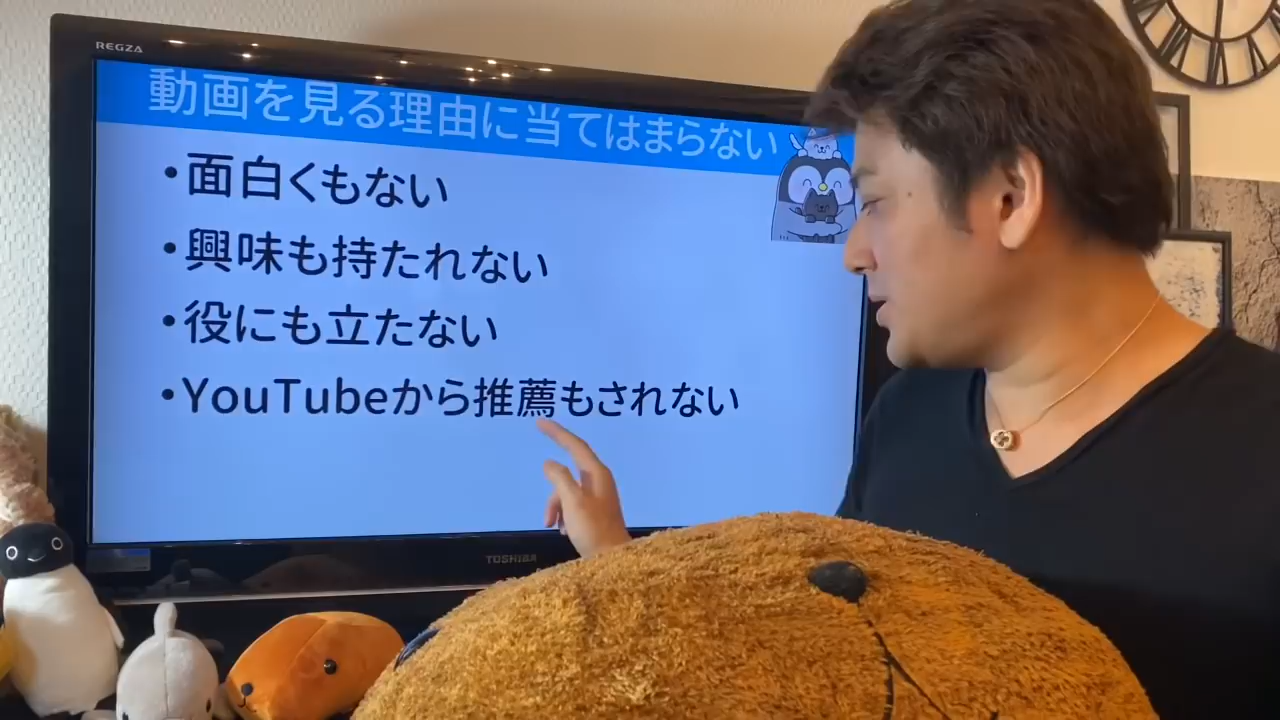 REGZA
動画を見る理由に当てはまらない
・面白くもない
・興味も持たれない
・役にも立たない
・YouTubeから推薦もされない
TOSHIBA